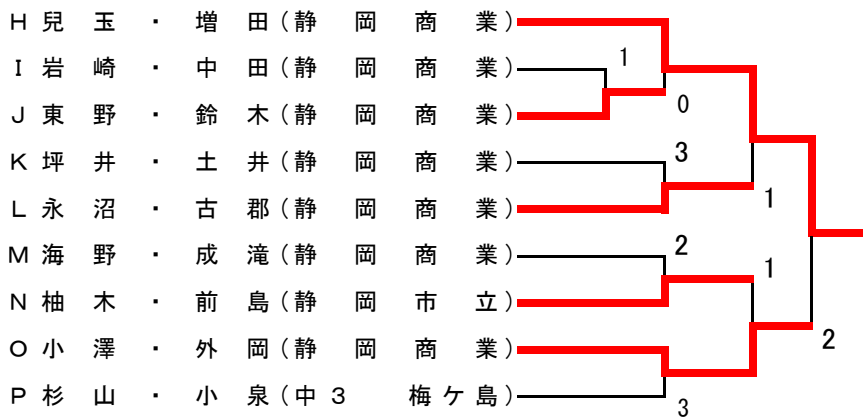 H 兒 玉 ・ 増 田 ( 静 岡 商 業 )
I 岩 崎 ・ 中 田 ( 静 岡 商 業 )
1
J 東 野 ・ 鈴 木 ( 静 岡 商 業 )
0
K 坪 井 ・ 土 井 ( 静 岡 商 業 )
3
L 永 沼 ・ 古 郡 ( 静 岡 商 業 )
1
M 海 野 ・ 成 滝 ( 静 岡 商 業 )
2
1
N 柚 木 ・ 前 島 ( 静 岡 市 立 )
O 小 澤 ・ 外 岡 ( 静 岡 商 業 )
2
P 杉 山 ・ 小 泉 ( 中 3 梅 ケ 島 )
3